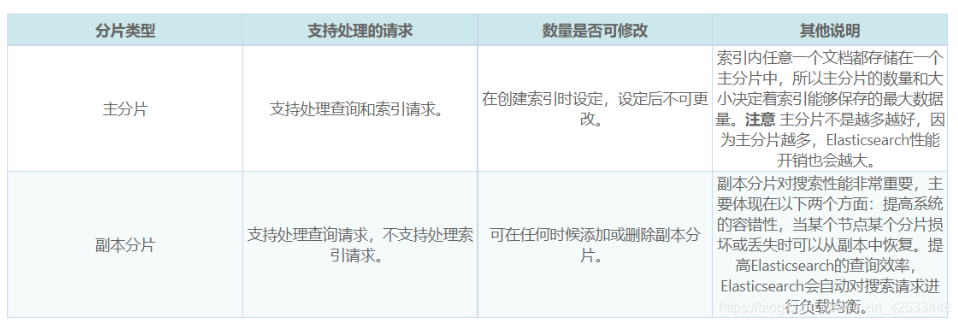 分片类型 支持处理的请求 数量是否可修改 其他说明
主分片
支持处理查询和索引请求。
在创建索引时设定，设定后不可更
改。
索引内任意一个文档都存储在一个
主分片中，所以主分片的数量和大
小决定着索引能够保存的最大数据
量。注意 主分片不是越多越好，因
为主分片越多，Elasticsearch性能
开销也会越大。
副本分片
支持处理查询请求，不支持处理索
引请求。
可在任何时候添加或删除副本分
片。
副本分片对搜索性能非常重要，主
要体现在以下两个方面：提高系统
的容错性，当某个节点某个分片损
坏或丢失时可以从副本中恢复。提
高Elasticsearch的查询效率，
Elasticsearch会自动对搜索请求进
行负载均衡。